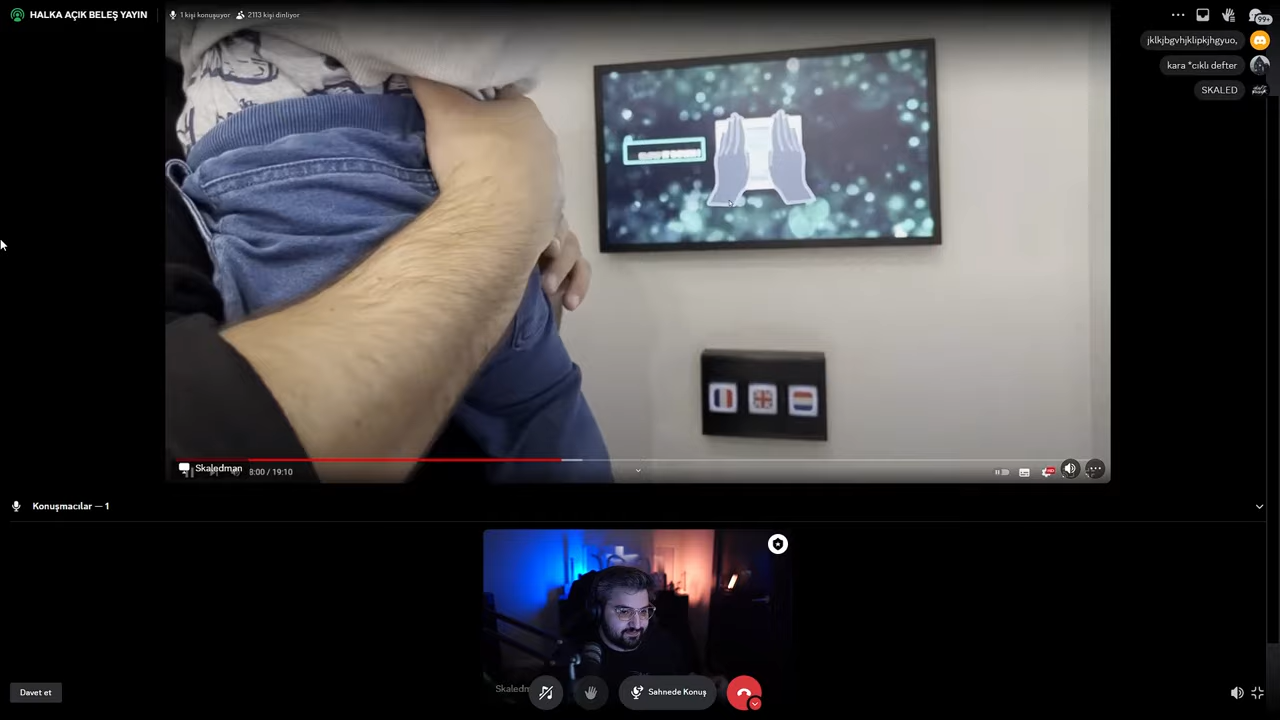 HALKA AÇIK BELEŞ YAYIN
1 kişi konuşuyor
2113 kişi dinliyor
99+
jklkjbgvhjklipkjhgyuo,
kara *cıklı defter
SKALED
Skaledman
8:00 / 19:10
Konuşmacılar — 1
Davet et
Sahnede Konuş